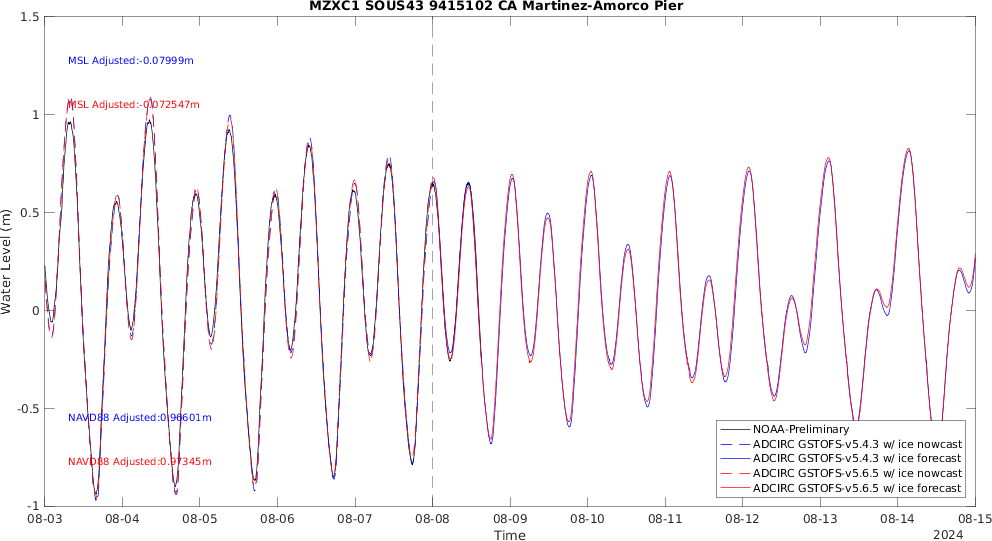 MZXC1 SOUS43 9415102 CA Martinez-Amorco Pier
1.5
1
0.5
0
-0.5
-1
Water Level (m)
MSL Adjusted:-0.07999m
MSL Adjusted:-0.072547m
NAVD88 Adjusted:0.96601m
NAVD88 Adjusted:0.97345m
NOAA-Preliminary
ADCIRC GSTOFS-v5.4.3 w/ ice nowcast
ADCIRC GSTOFS-v5.4.3 w/ ice forecast
ADCIRC GSTOFS-v5.6.5 w/ ice nowcast
ADCIRC GSTOFS-v5.6.5 w/ ice forecast
08-03 08-04 08-05 08-06 08-07 08-08 08-09 08-10 08-11 08-12 08-13 08-14 08-15
Time
2024